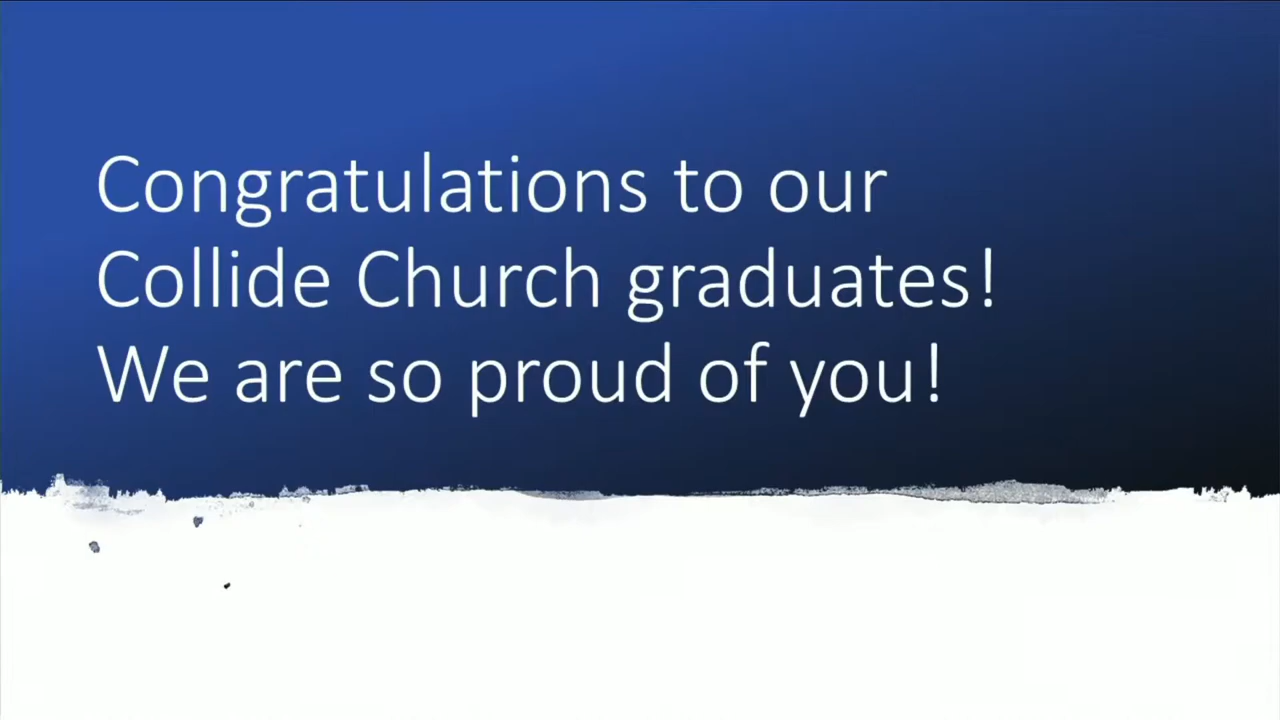 Congratulations to our
Collide Church graduates!
We are so proud of you!